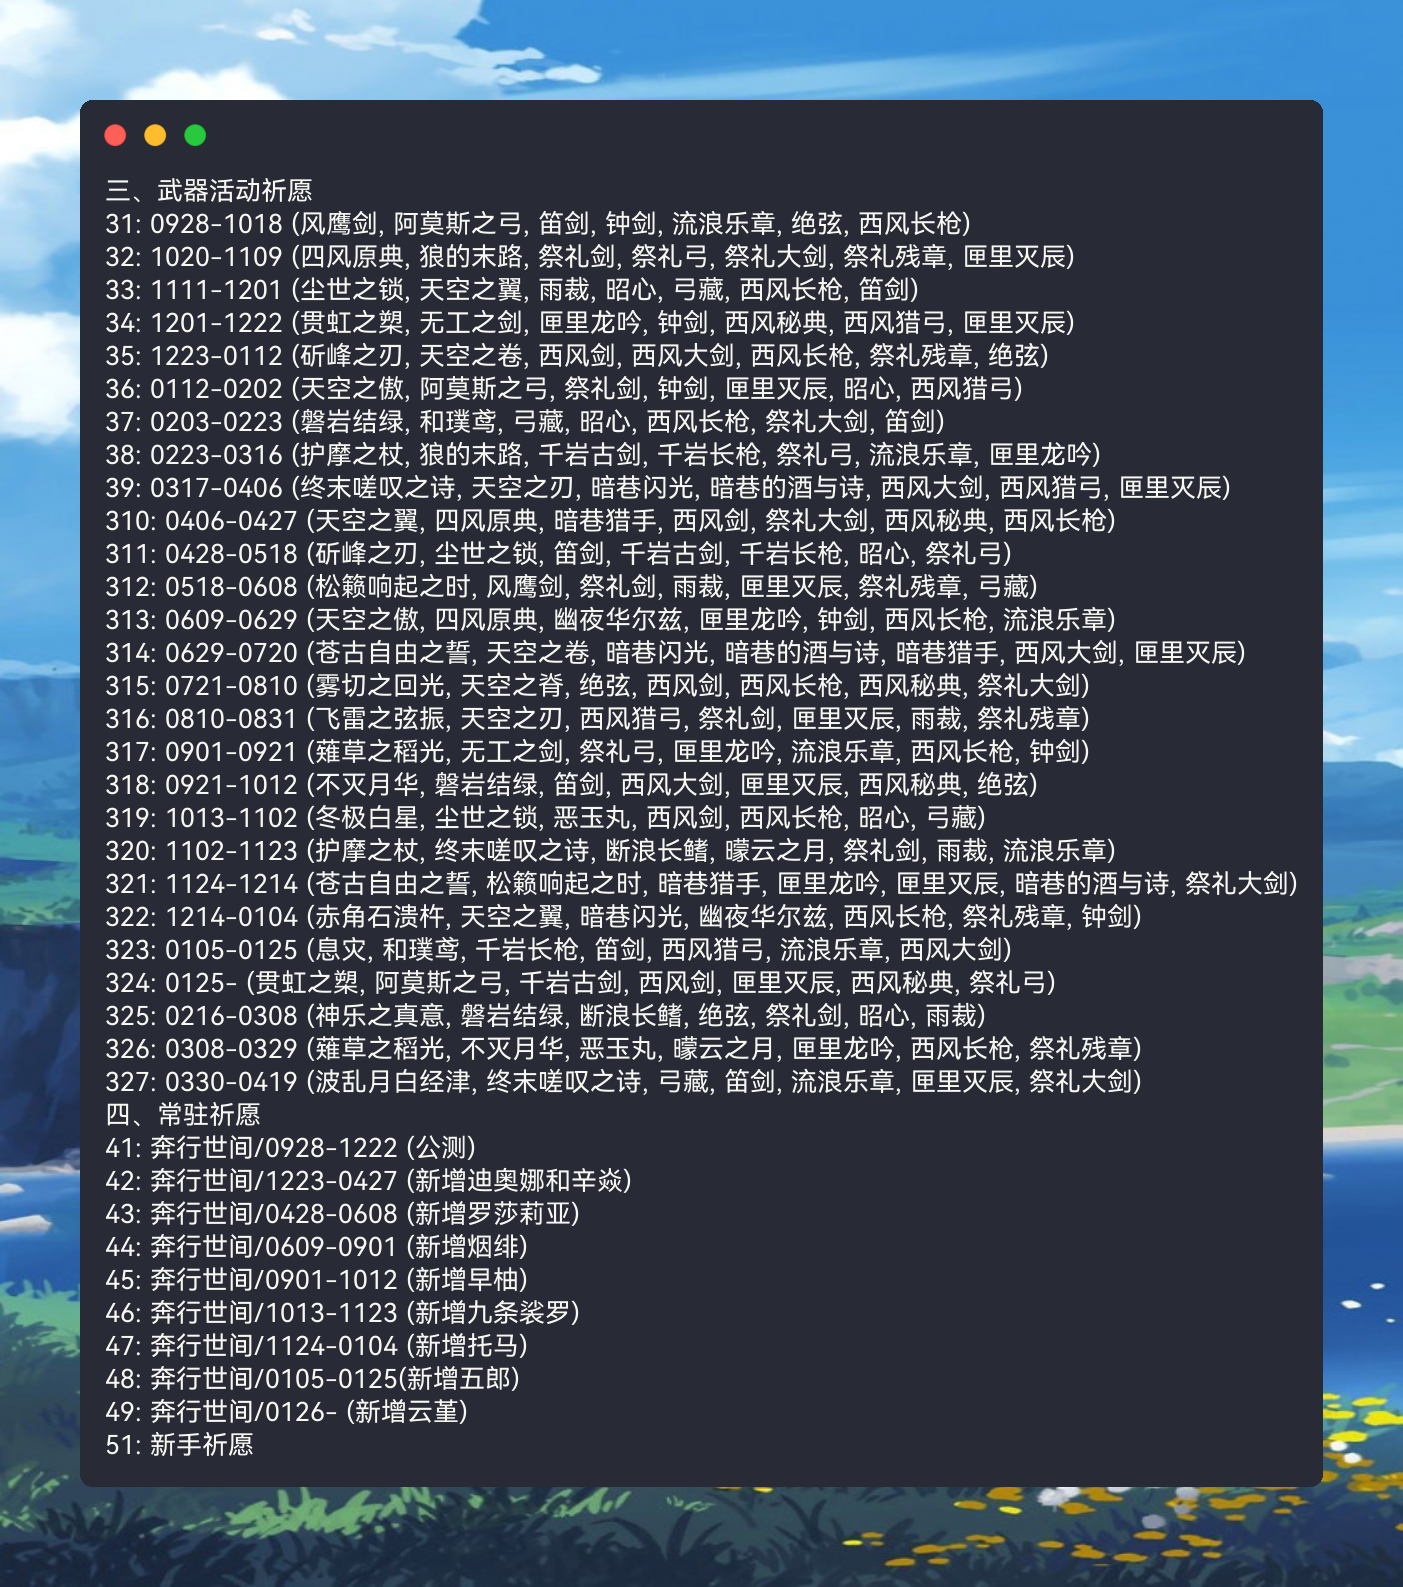 三、武器活动祈愿
31: 0928-1018 (风鹰剑, 阿莫斯之弓, 笛剑, 钟剑, 流浪乐章, 绝弦, 西风长枪)
32: 1020-1109 (四风原典, 狼的末路, 祭礼剑, 祭礼弓, 祭礼大剑, 祭礼残章, 匣里灭辰)
33: 1111-1201 (尘世之锁, 天空之翼, 雨裁, 昭心, 弓藏, 西风长枪, 笛剑)
34: 1201-1222 (贯虹之槊, 无工之剑, 匣里龙吟, 钟剑, 西风秘典, 西风猎弓, 匣里灭辰)
35: 1223-0112 (斫峰之刃, 天空之卷, 西风剑, 西风大剑, 西风长枪, 祭礼残章, 绝弦)
36: 0112-0202 (天空之傲, 阿莫斯之弓, 祭礼剑, 钟剑, 匣里灭辰, 昭心, 西风猎弓)
37: 0203-0223 (磐岩结绿, 和璞鸢, 弓藏, 昭心, 西风长枪, 祭礼大剑, 笛剑)
38: 0223-0316 (护摩之杖, 狼的末路, 千岩古剑, 千岩长枪, 祭礼弓, 流浪乐章, 匣里龙吟)
39: 0317-0406 (终末嗟叹之诗, 天空之刃, 暗巷闪光, 暗巷的酒与诗, 西风大剑, 西风猎弓, 匣里灭辰)
310: 0406-0427 (天空之翼, 四风原典, 暗巷猎手, 西风剑, 祭礼大剑, 西风秘典, 西风长枪)
311: 0428-0518 (斫峰之刃, 尘世之锁, 笛剑, 千岩古剑, 千岩长枪, 昭心, 祭礼弓)
312: 0518-0608 (松籁响起之时, 风鹰剑, 祭礼剑, 雨裁, 匣里灭辰, 祭礼残章, 弓藏)
313: 0609-0629 (天空之傲, 四风原典, 幽夜华尔兹, 匣里龙吟, 钟剑, 西风长枪, 流浪乐章)
314: 0629-0720 (苍古自由之誓, 天空之卷, 暗巷闪光, 暗巷的酒与诗, 暗巷猎手, 西风大剑, 匣里灭辰)
315: 0721-0810 (雾切之回光, 天空之脊, 绝弦, 西风剑, 西风长枪, 西风秘典, 祭礼大剑)
316: 0810-0831 (飞雷之弦振, 天空之刃, 西风猎弓, 祭礼剑, 匣里灭辰, 雨裁, 祭礼残章)
317: 0901-0921 (薙草之稻光, 无工之剑, 祭礼弓, 匣里龙吟, 流浪乐章, 西风长枪, 钟剑)
318: 0921-1012 (不灭月华, 磐岩结绿, 笛剑, 西风大剑, 匣里灭辰, 西风秘典, 绝弦)
319: 1013-1102 (冬极白星, 尘世之锁, 恶玉丸, 西风剑, 西风长枪, 昭心, 弓藏)
320: 1102-1123 (护摩之杖, 终末嗟叹之诗, 断浪长鳍, 曚云之月, 祭礼剑, 雨裁, 流浪乐章)
321: 1124-1214 (苍古自由之誓, 松籁响起之时, 暗巷猎手, 匣里龙吟, 匣里灭辰, 暗巷的酒与诗, 祭礼大剑)
322: 1214-0104 (赤角石溃杵, 天空之翼, 暗巷闪光, 幽夜华尔兹, 西风长枪, 祭礼残章, 钟剑)
323: 0105-0125 (息灾, 和璞鸢, 千岩长枪, 笛剑, 西风猎弓, 流浪乐章, 西风大剑)
324: 0125- (贯虹之槊, 阿莫斯之弓, 千岩古剑, 西风剑, 匣里灭辰, 西风秘典, 祭礼弓)
325: 0216-0308 (神乐之真意, 磐岩结绿, 断浪长鳍, 绝弦, 祭礼剑, 昭心, 雨裁)
326: 0308-0329 (薙草之稻光, 不灭月华, 恶玉丸, 曚云之月, 匣里龙吟, 西风长枪, 祭礼残章)
327: 0330-0419 (波乱月白经津, 终末嗟叹之诗, 弓藏, 笛剑, 流浪乐章, 匣里灭辰, 祭礼大剑)
四、常驻祈愿
41: 奔行世间/0928-1222 (公测)
42: 奔行世间/1223-0427 (新增迪奥娜和辛焱)
43: 奔行世间/0428-0608 (新增罗莎莉亚)
44: 奔行世间/0609-0901 (新增烟绯)
45: 奔行世间/0901-1012 (新增早柚)
46: 奔行世间/1013-1123 (新增九条裟罗)
47: 奔行世间/1124-0104 (新增托马)
48: 奔行世间/0105-0125(新增五郎)
49: 奔行世间/0126- (新增云堇)
51: 新手祈愿